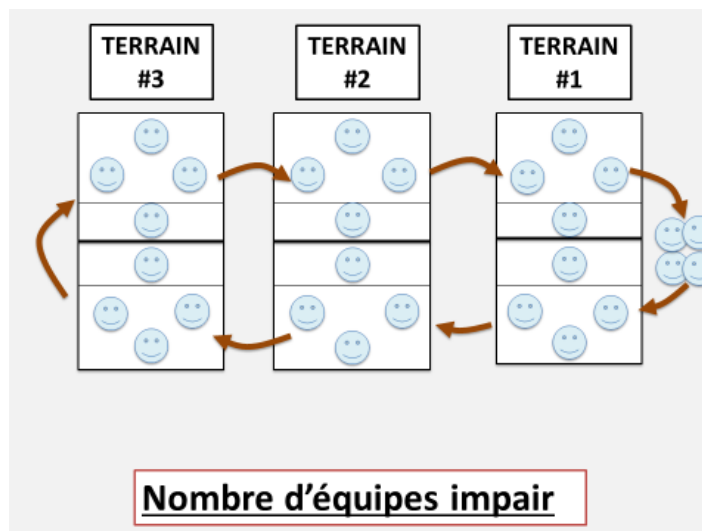 TERRAIN
#3
TERRAIN
#2
TERRAIN
#1
Nombre d'équipes impair